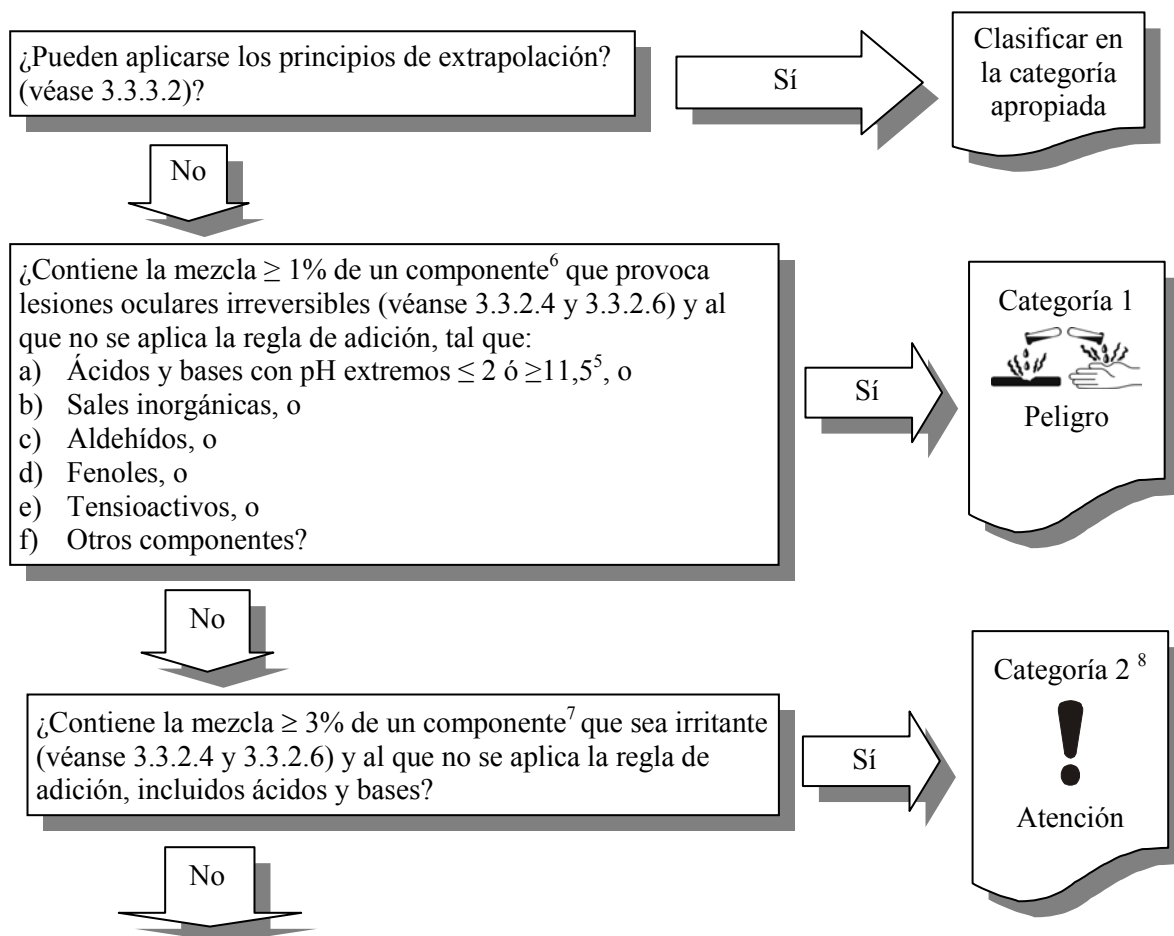 ¿Pueden aplicarse los principios de extrapolación?
(véase 3.3.3.2)?
Sí
Clasificar en
la categoría
apropiada
No
¿Contiene la mezcla ≥ 1% de un componente⁶ que provoca
lesiones oculares irreversibles (véanse 3.3.2.4 y 3.3.2.6) y al
que no se aplica la regla de adición, tal que:
a) Ácidos y bases con pH extremos ≤ 2 ó ≥11,5⁵, o
b) Sales inorgánicas, o
c) Aldehídos, o
d) Fenoles, o
e) Tensioactivos, o
f) Otros componentes?
Sí
Categoría 1
Peligro
No
¿Contiene la mezcla ≥ 3% de un componente⁷ que sea irritante
(véanse 3.3.2.4 y 3.3.2.6) y al que no se aplica la regla de
adición, incluidos ácidos y bases?
Sí
Categoría 2 ⁸
Atención
No